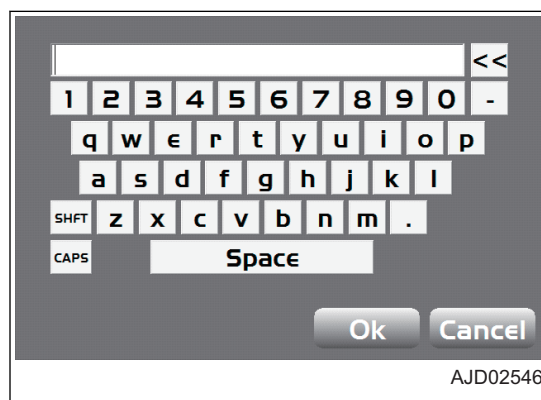 <<
1 2 3 4 5 6 7 8 9 0 -
q w e r t y u i o p
a s d f g h j k l
SHFT z x c v b n m .
CAPS Space
Ok Cancel
AJD02546